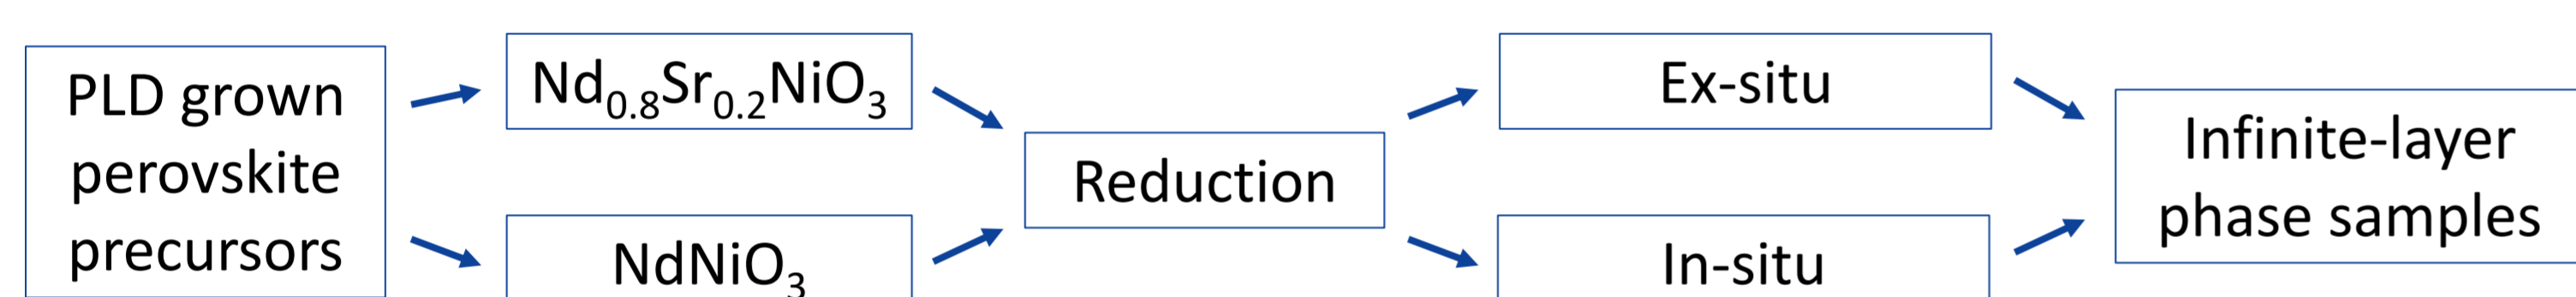 PLD grown
perovskite
precursors
Nd₀.₈Sr₀.₂NiO₃
NdNiO₃
Reduction
Ex-situ
In-situ
Infinite-layer
phase samples